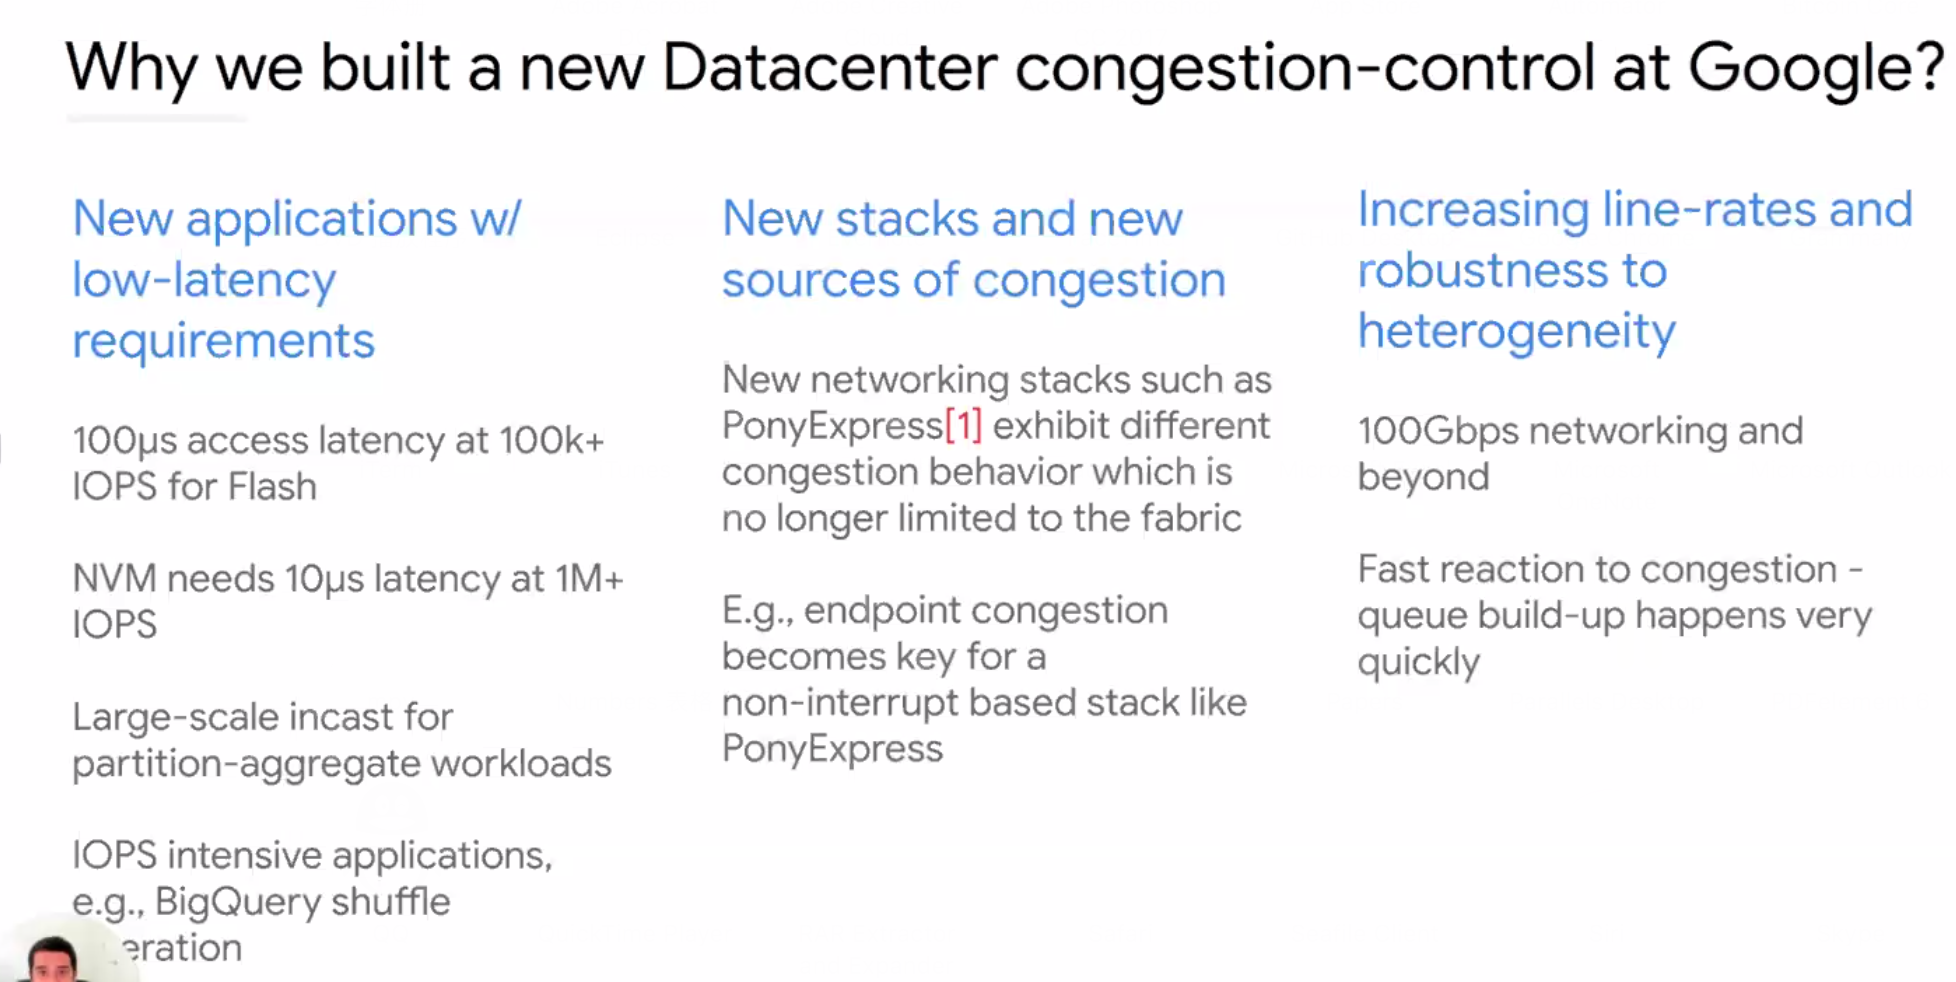 Why we built a new Datacenter congestion-control at Google?
New applications w/
low-latency
requirements
100µs access latency at 100k+
IOPS for Flash
NVM needs 10µs latency at 1M+
IOPS
Large-scale incast for
partition-aggregate workloads
IOPS intensive applications,
e.g., BigQuery shuffle
New stacks and new
sources of congestion
New networking stacks such as
PonyExpress[1] exhibit different
congestion behavior which is
no longer limited to the fabric
E.g., endpoint congestion
becomes key for a
non-interrupt based stack like
PonyExpress
Increasing line-rates and
robustness to
heterogeneity
100Gbps networking and
beyond
Fast reaction to congestion -
queue build-up happens very
quickly